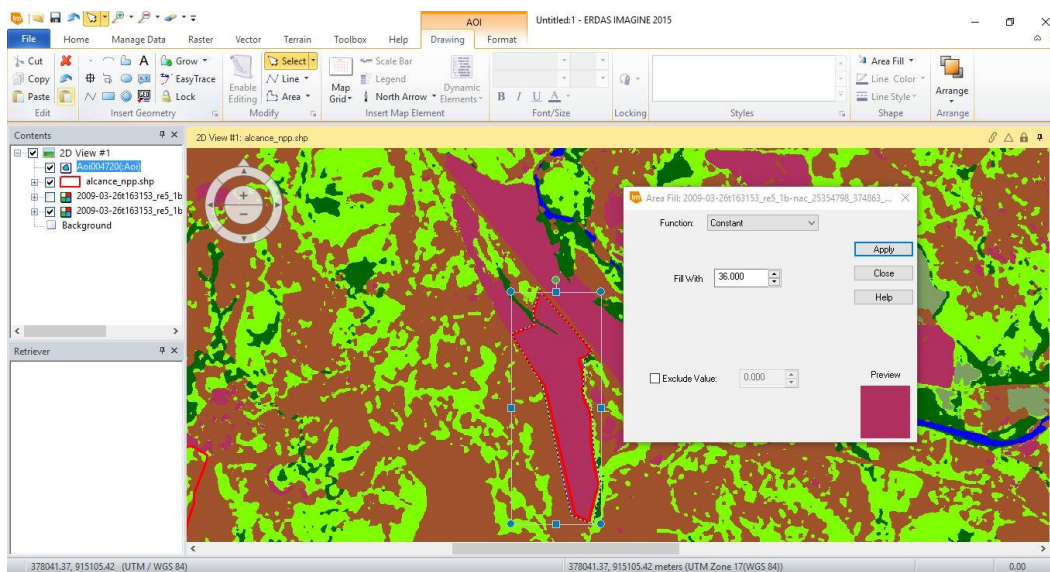 AOI
Untitled:1 - ERDAS IMAGINE 2015
File Home Manage Data Raster Vector Terrain Toolbox Help Drawing Format
Cut
Copy
Paste
Edit
A
Grow
EasyTrace
Lock
Insert Geometry
Enable Editing
Select
Line
Area
Modify
Map Grid
Scale Bar
Legend
North Arrow
Dynamic Elements
Insert Map Element
B I U A
Font/Size
Locking
Styles
Area Fill
Line Color
Line Style
Shape
Arrange
Arrange
Contents
2D View #1
Aoi004720(:Aoi)
alcance_npp.shp
2009-03-26t163153_re5_1b
2009-03-26t163153_re5_1b
Background
Retriever
2D View #1: alcance_npp.shp
Area Fill: 2009-03-26t163153_re5_1b-nac_25354798_374863_...
Function: Constant
Apply
Fill With 36.000
Close
Help
Exclude Value: 0.000
Preview
378041.37, 915105.42 (UTM / WGS 84)
378041.37, 915105.42 meters (UTM Zone 17(WGS 84))
0.00